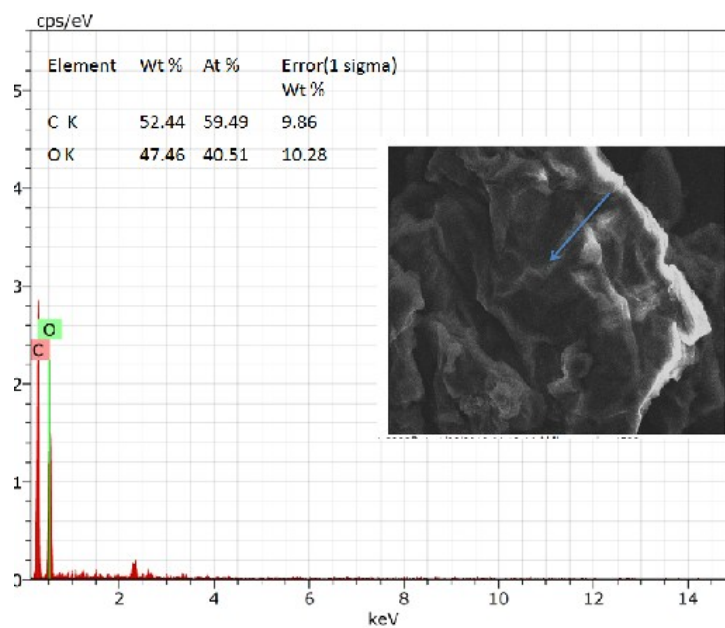 cps/eV
Element Wt % At % Error(1 sigma)
Wt %
C K 52.44 59.49 9.86
O K 47.46 40.51 10.28
5
4
3
2
1
0
O
C
2 4 6 8 10 12 14
keV